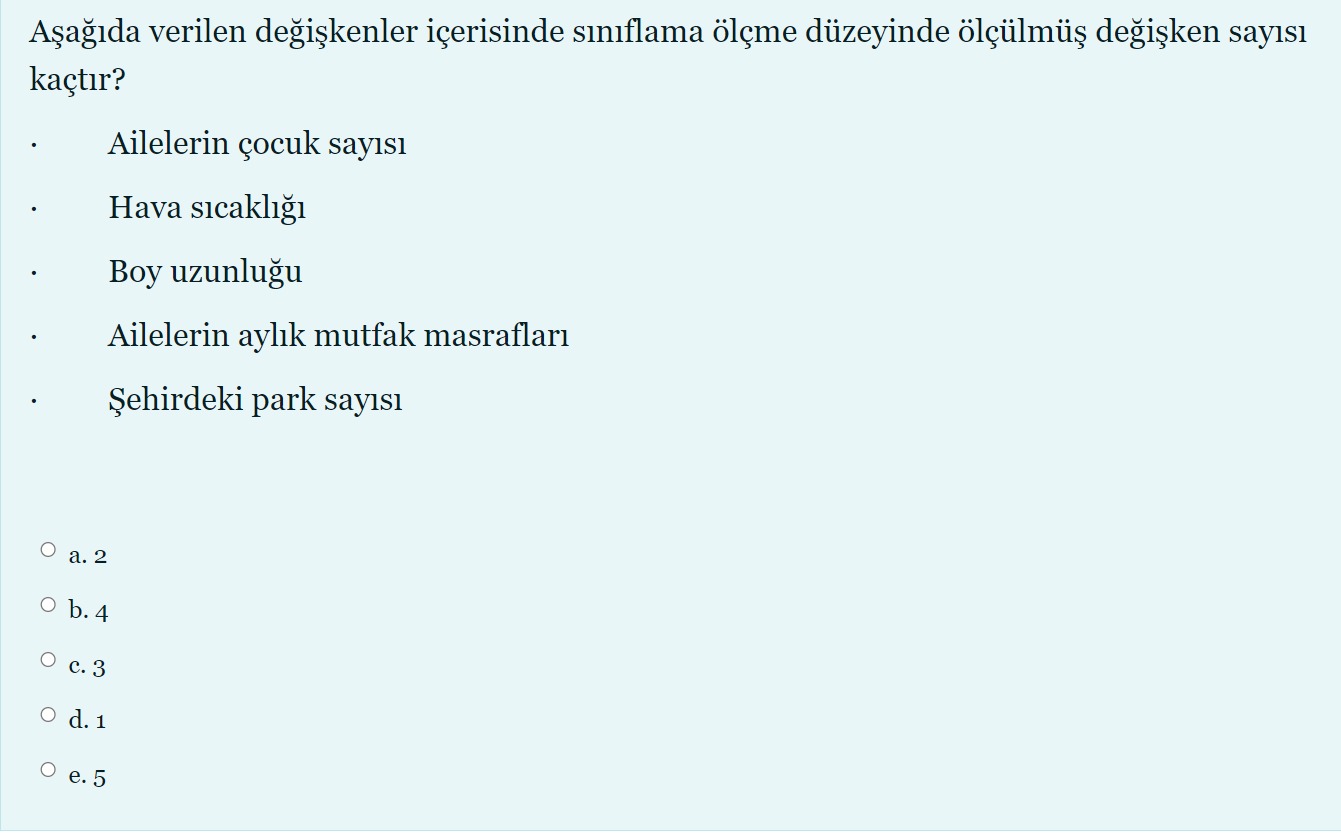 Aşağıda verilen değişkenler içerisinde sınıflama ölçme düzeyinde ölçülmüş değişken sayısı
kaçtır?
· Ailelerin çocuk sayısı
· Hava sıcaklığı
· Boy uzunluğu
· Ailelerin aylık mutfak masrafları
· Şehirdeki park sayısı
a. 2
b. 4
c. 3
d. 1
e. 5